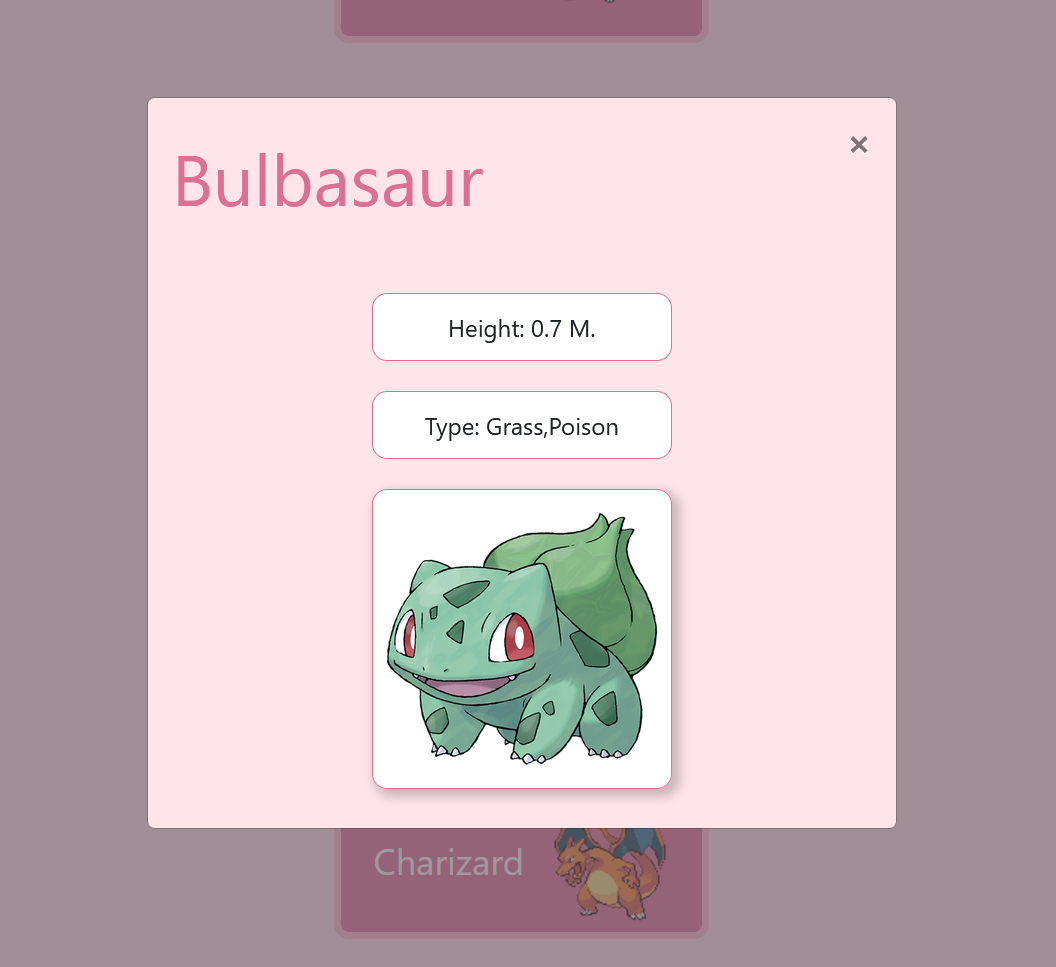 Bulbasaur
×
Height: 0.7 M.
Type: Grass,Poison
Charizard